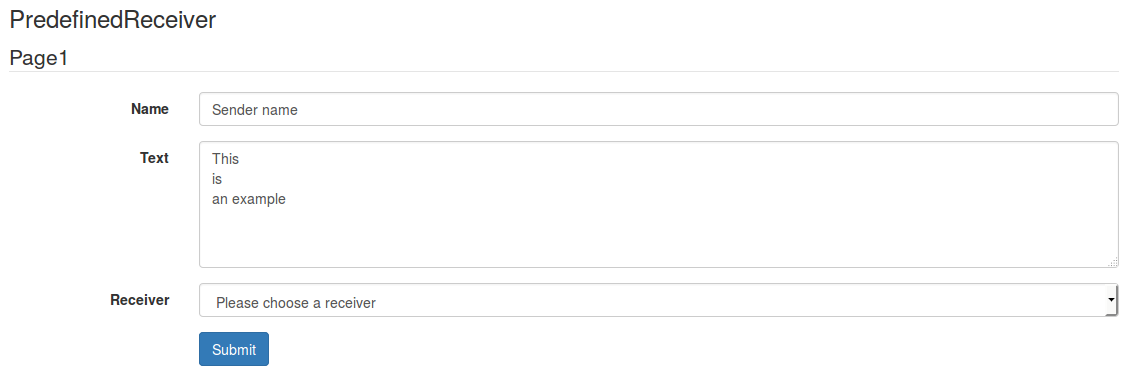 PredefinedReceiver
Page1
Name
Sender name
Text
This
is
an example
Receiver
Please choose a receiver
Submit